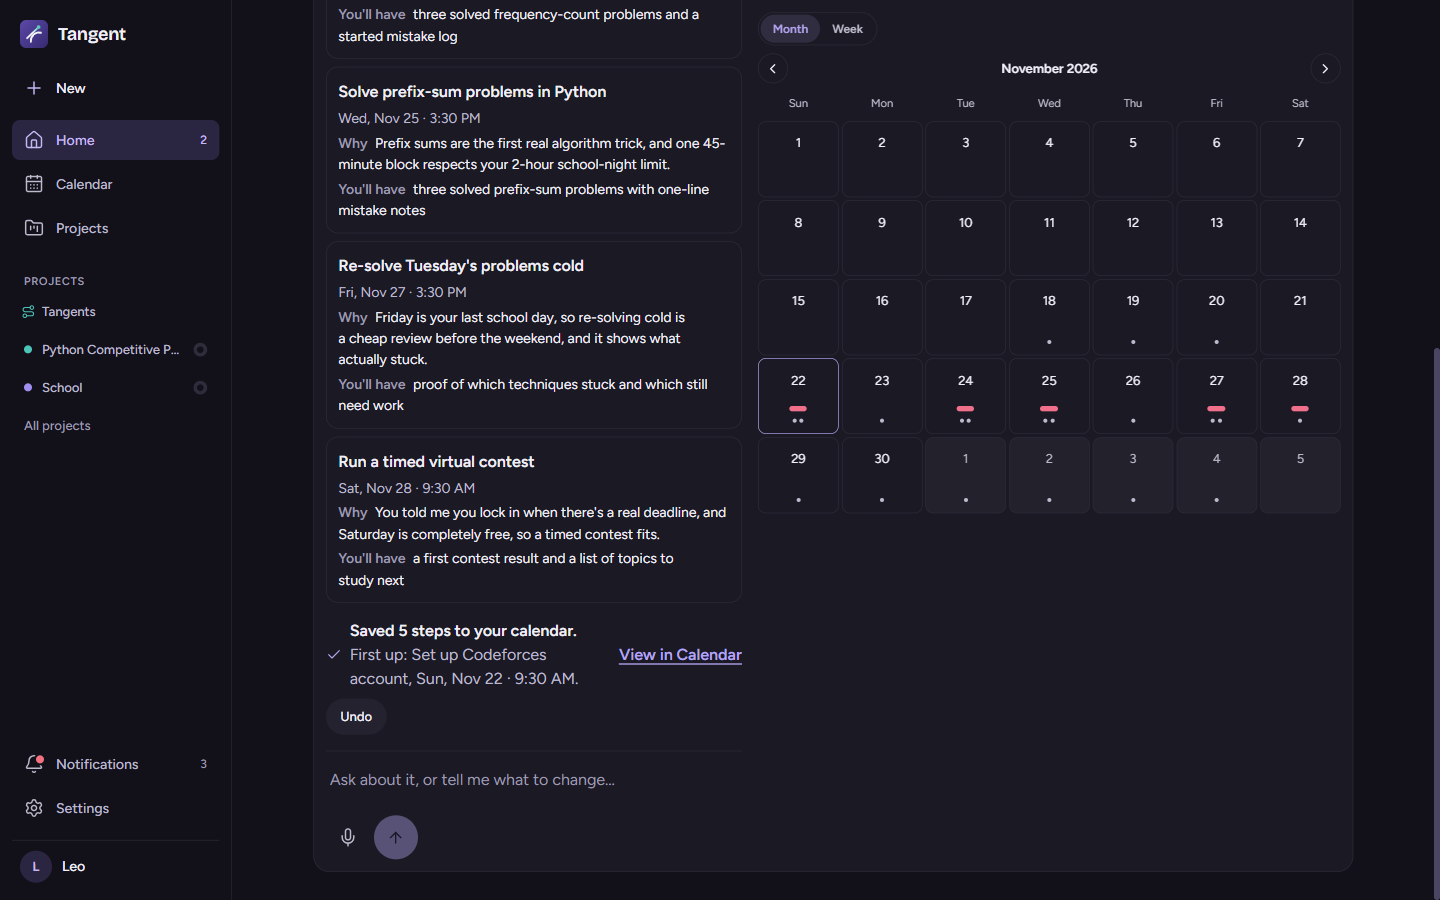 Tangent
New
Home 2
Calendar
Projects
PROJECTS
Tangents
Python Competitive P...
School
All projects
Notifications 3
Settings
L Leo
You'll have three solved frequency-count problems and a
started mistake log
Solve prefix-sum problems in Python
Wed, Nov 25 · 3:30 PM
Why Prefix sums are the first real algorithm trick, and one 45-
minute block respects your 2-hour school-night limit.
You'll have three solved prefix-sum problems with one-line
mistake notes
Re-solve Tuesday's problems cold
Fri, Nov 27 · 3:30 PM
Why Friday is your last school day, so re-solving cold is
a cheap review before the weekend, and it shows what
actually stuck.
You'll have proof of which techniques stuck and which still
need work
Run a timed virtual contest
Sat, Nov 28 · 9:30 AM
Why You told me you lock in when there's a real deadline, and
Saturday is completely free, so a timed contest fits.
You'll have a first contest result and a list of topics to
study next
Saved 5 steps to your calendar.
First up: Set up Codeforces
account, Sun, Nov 22 · 9:30 AM.
View in Calendar
Undo
Ask about it, or tell me what to change...
Month Week
November 2026
Sun Mon Tue Wed Thu Fri Sat
1 2 3 4 5 6 7
8 9 10 11 12 13 14
15 16 17 18 19 20 21
22 23 24 25 26 27 28
29 30 1 2 3 4 5